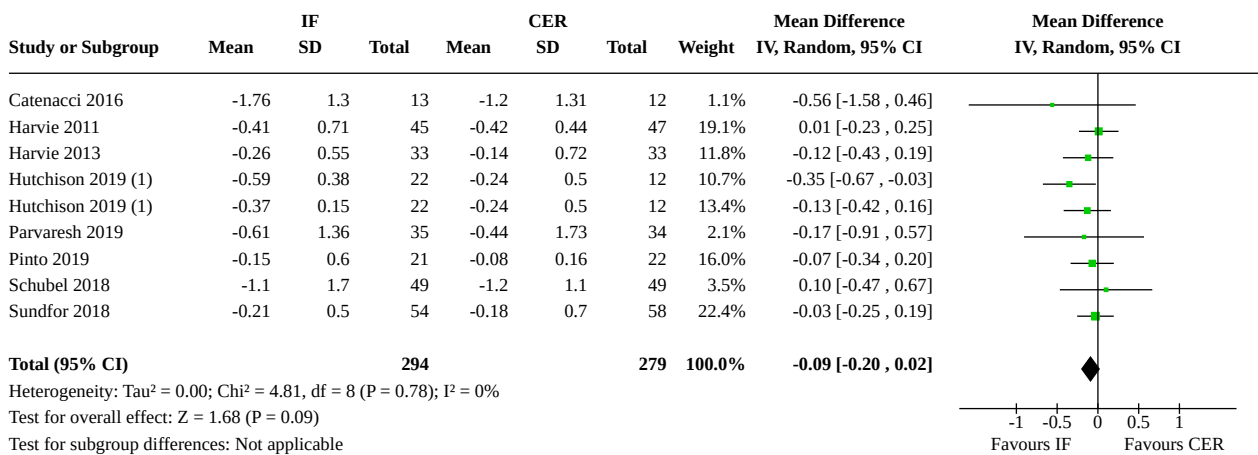 IF CER Mean Difference Mean Difference
Study or Subgroup Mean SD Total Mean SD Total Weight IV, Random, 95% CI IV, Random, 95% CI
Catenacci 2016 -1.76 1.3 13 -1.2 1.31 12 1.1% -0.56 [-1.58 , 0.46]
Harvie 2011 -0.41 0.71 45 -0.42 0.44 47 19.1% 0.01 [-0.23 , 0.25]
Harvie 2013 -0.26 0.55 33 -0.14 0.72 33 11.8% -0.12 [-0.43 , 0.19]
Hutchison 2019 (1) -0.59 0.38 22 -0.24 0.5 12 10.7% -0.35 [-0.67 , -0.03]
Hutchison 2019 (1) -0.37 0.15 22 -0.24 0.5 12 13.4% -0.13 [-0.42 , 0.16]
Parvaresh 2019 -0.61 1.36 35 -0.44 1.73 34 2.1% -0.17 [-0.91 , 0.57]
Pinto 2019 -0.15 0.6 21 -0.08 0.16 22 16.0% -0.07 [-0.34 , 0.20]
Schubel 2018 -1.1 1.7 49 -1.2 1.1 49 3.5% 0.10 [-0.47 , 0.67]
Sundfor 2018 -0.21 0.5 54 -0.18 0.7 58 22.4% -0.03 [-0.25 , 0.19]
Total (95% CI) 294 279 100.0% -0.09 [-0.20 , 0.02]
Heterogeneity: Tau² = 0.00; Chi² = 4.81, df = 8 (P = 0.78); I² = 0%
Test for overall effect: Z = 1.68 (P = 0.09)
Test for subgroup differences: Not applicable
-1 -0.5 0 0.5 1
Favours IF Favours CER